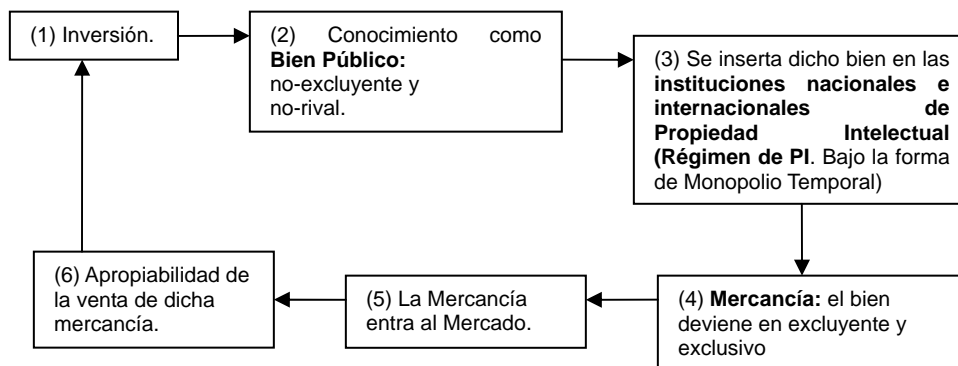 (1) Inversión.
(2) Conocimiento como
Bien Público:
no-excluyente y
no-rival.
(3) Se inserta dicho bien en las
instituciones nacionales e
internacionales de
Propiedad Intelectual
(Régimen de PI. Bajo la forma
de Monopolio Temporal)
(4) Mercancía: el bien
deviene en excluyente y
exclusivo
(5) La Mercancía
entra al Mercado.
(6) Apropiabilidad de
la venta de dicha
mercancía.